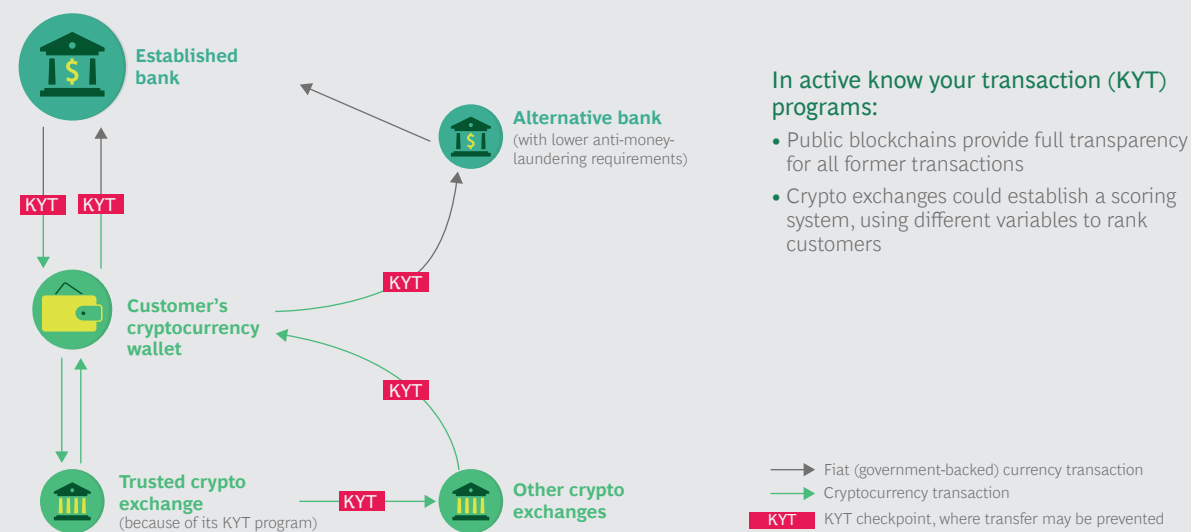 $
Established
bank
$
Alternative bank
(with lower anti-money-
laundering requirements)
In active know your transaction (KYT)
programs:
• Public blockchains provide full transparency
for all former transactions
• Crypto exchanges could establish a scoring
system, using different variables to rank
customers
KYT KYT
KYT
Customer’s
cryptocurrency
wallet
KYT
Trusted crypto
exchange
(because of its KYT program)
KYT
Other crypto
exchanges
Fiat (government-backed) currency transaction
Cryptocurrency transaction
KYT KYT checkpoint, where transfer may be prevented